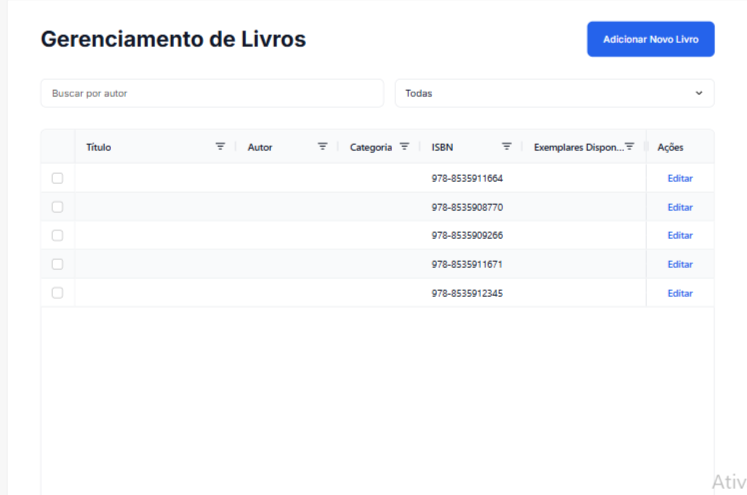 Gerenciamento de Livros
Adicionar Novo Livro
Buscar por autor
Todas
Título Autor Categoria ISBN Exemplares Dispon... Ações
978-8535911664 Editar
978-8535908770 Editar
978-8535909266 Editar
978-8535911671 Editar
978-8535912345 Editar
Ativ